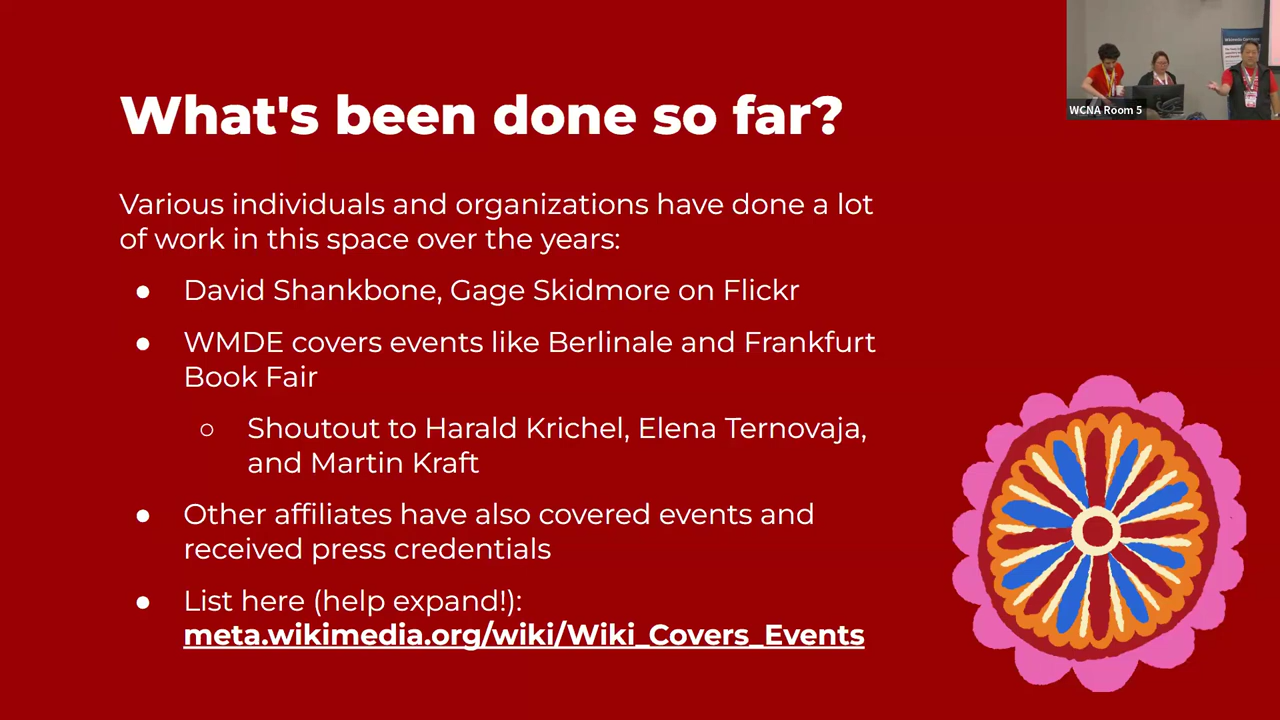 What's been done so far?
Various individuals and organizations have done a lot
of work in this space over the years:
● David Shankbone, Gage Skidmore on Flickr
● WMDE covers events like Berlinale and Frankfurt
Book Fair
○ Shoutout to Harald Krichel, Elena Ternovaja,
and Martin Kraft
● Other affiliates have also covered events and
received press credentials
● List here (help expand!):
meta.wikimedia.org/wiki/Wiki_Covers_Events
WCNA Room 5